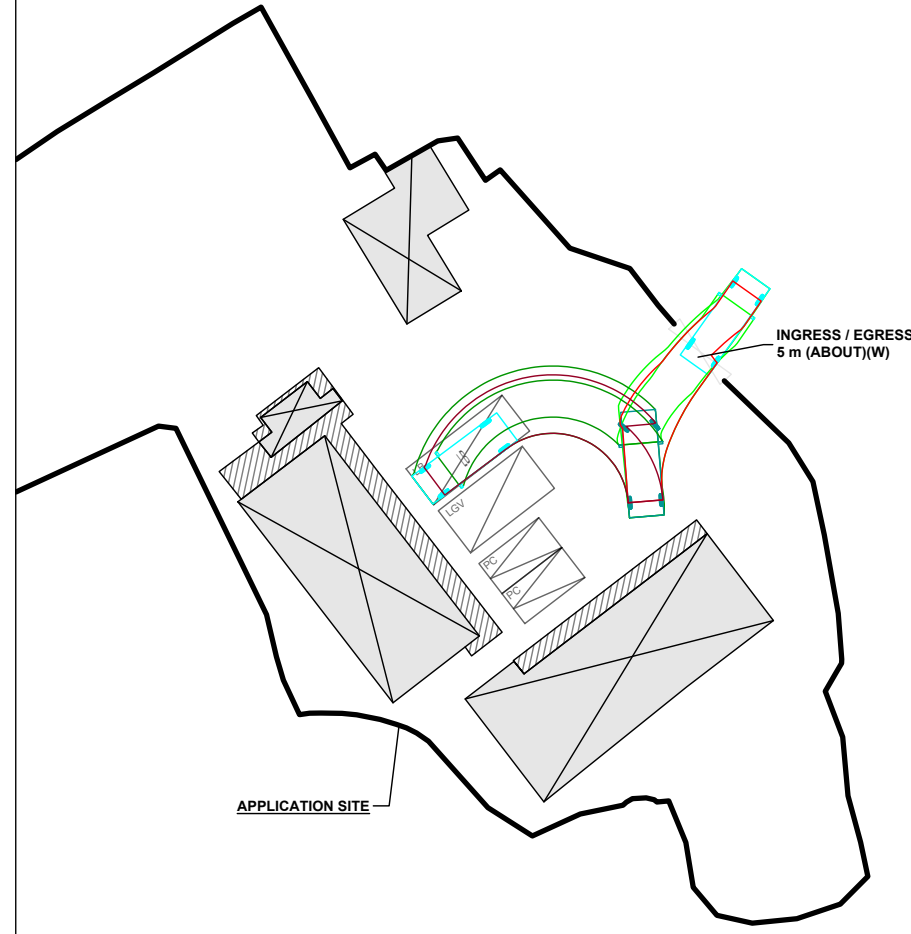 INGRESS / EGRESS
5 m (ABOUT)(W)
LGV
PC
PC
APPLICATION SITE